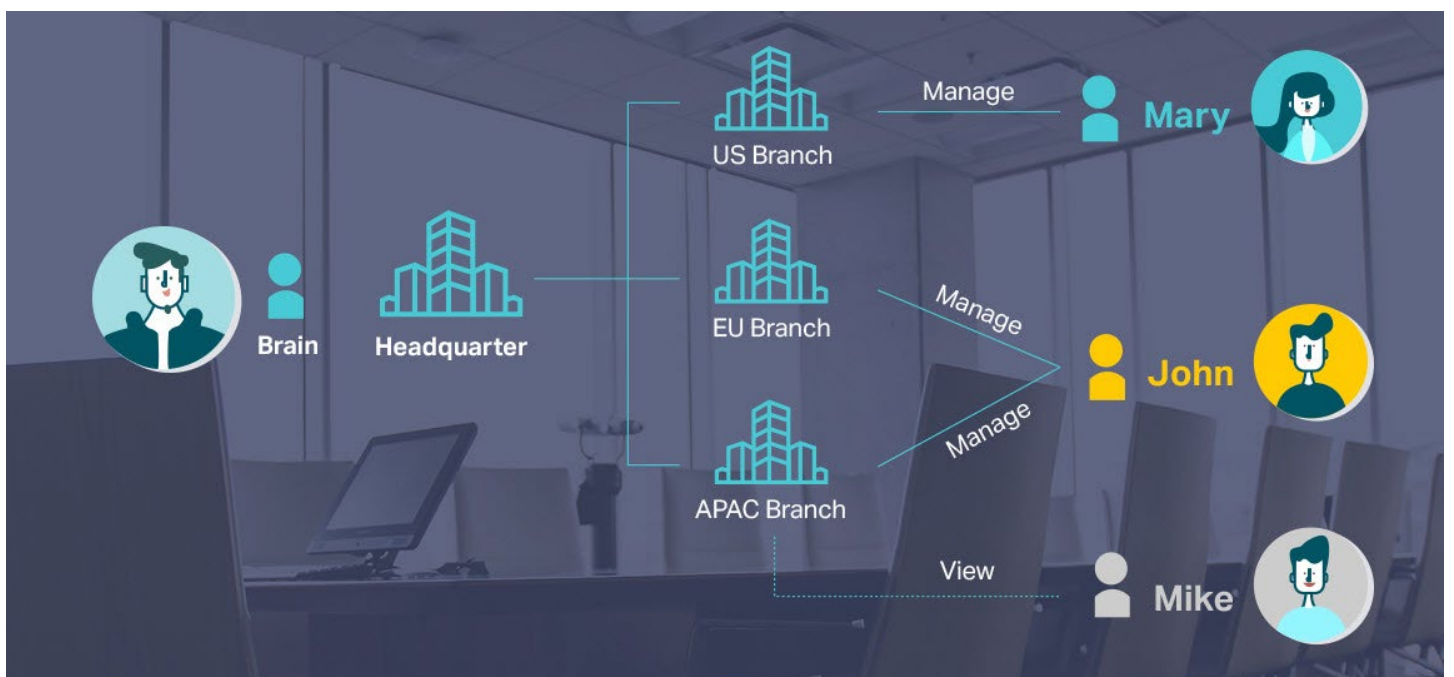 US Branch
Manage
Mary
Brain
Headquarter
EU Branch
Manage
John
Manage
APAC Branch
View
Mike